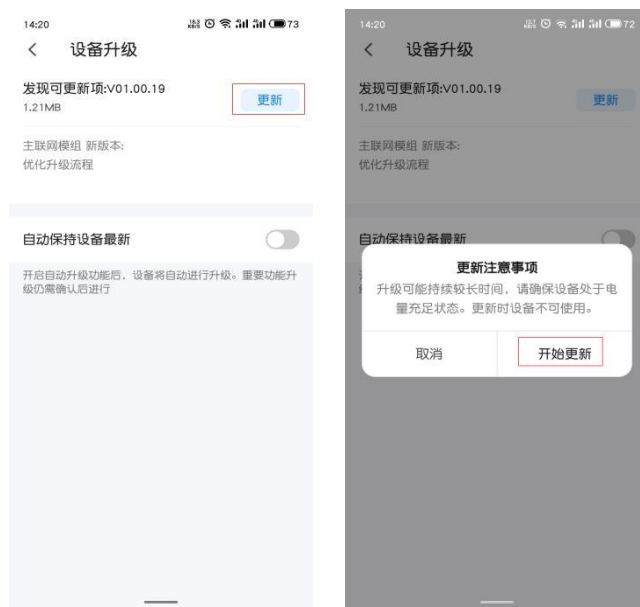 14:20
73
设备升级
发现可更新项:V01.00.19
1.21MB
更新
主联网模组 新版本:
优化升级流程
自动保持设备最新
开启自动升级功能后，设备将自动进行升级。重要功能升
级仍需确认后进行
14:20
72
设备升级
发现可更新项:V01.00.19
1.21MB
更新
主联网模组 新版本:
优化升级流程
自动保持设备最新
更新注意事项
升级可能持续较长时间，请确保设备处于电
量充足状态。更新时设备不可使用。
取消
开始更新